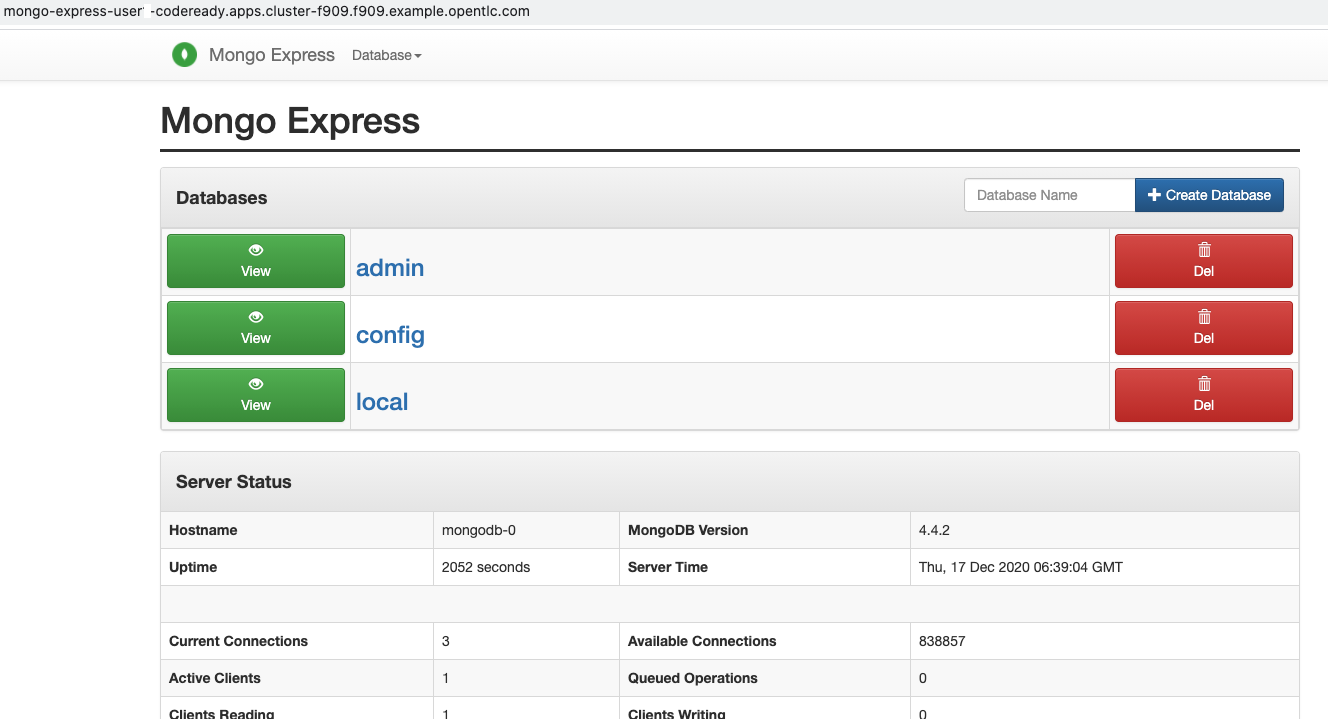 mongo-express-user -codeready.apps.cluster-f909.f909.example.opentlc.com
Mongo Express Database
Mongo Express
Databases Database Name Create Database
View admin Del
View config Del
View local Del
Server Status
Hostname mongodb-0 MongoDB Version 4.4.2
Uptime 2052 seconds Server Time Thu, 17 Dec 2020 06:39:04 GMT
Current Connections 3 Available Connections 838857
Active Clients 1 Queued Operations 0
Clients Reading 1 Clients Writing 0